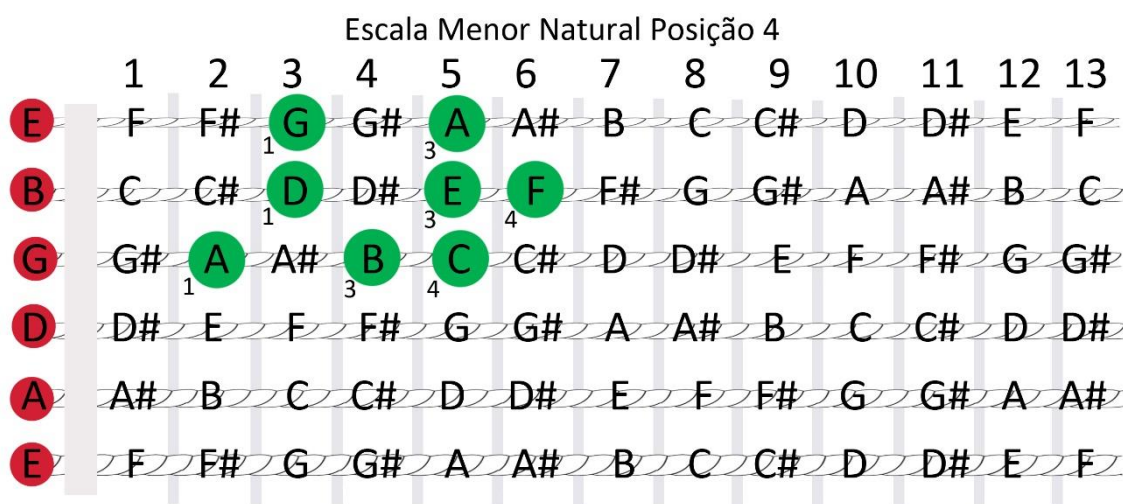 Escala Menor Natural Posição 4
1 2 3 4 5 6 7 8 9 10 11 12 13
E F F# G G# A A# B C C# D D# E F
1 3
B C C# D D# E F F# G G# A A# B C
1 3 4
G G# A A# B C C# D D# E F F# G G#
1 3 4
D D# E F F# G G# A A# B C C# D D#
A A# B C C# D D# E F F# G G# A A#
E F F# G G# A A# B C C# D D# E F